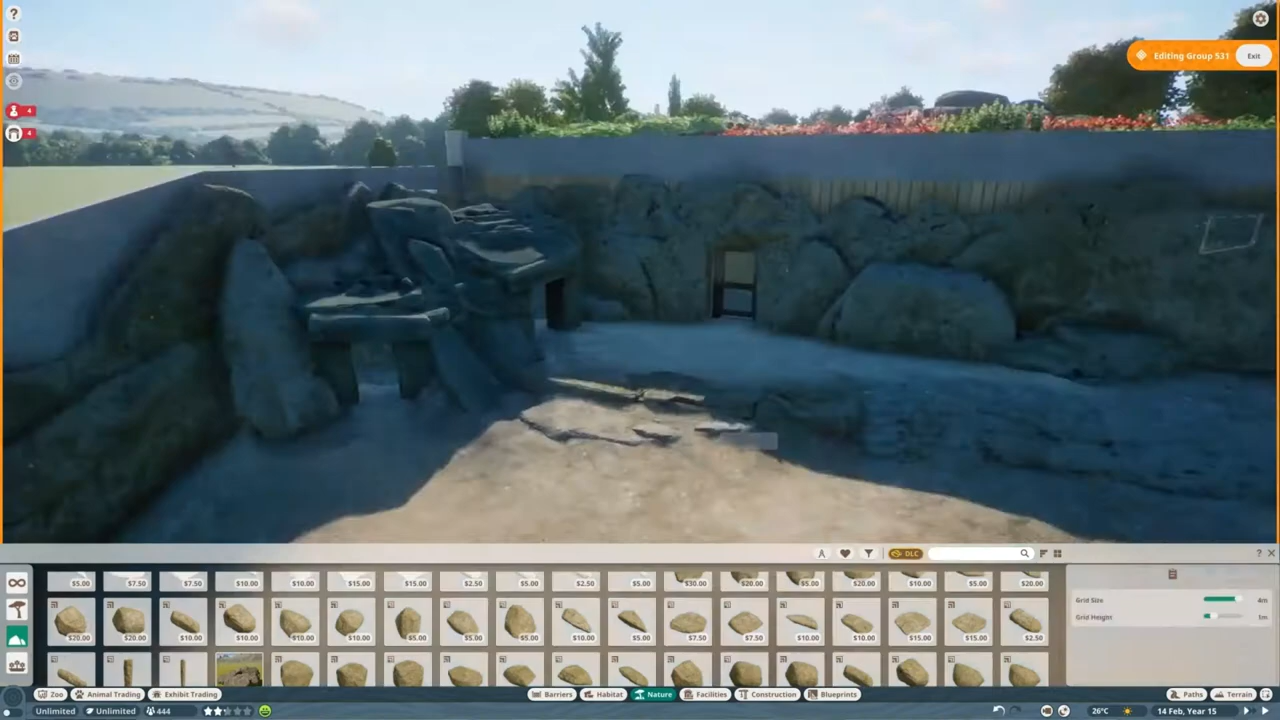 ?
Editing Group 531
Exit
4
4
DLC
?
$5.00 $7.50 $7.50 $10.00 $10.00 $15.00 $15.00 $2.50 $5.00 $2.50 $5.00 $30.00 $20.00 $5.00 $20.00 $10.00 $5.00 $20.00
$20.00 $20.00 $10.00 $10.00 $10.00 $10.00 $5.00 $5.00 $5.00 $10.00 $5.00 $7.50 $7.50 $10.00 $10.00 $15.00 $15.00 $2.50
Grid Size 4m
Grid Height 1m
Zoo Animal Trading Exhibit Trading Barriers Habitat Nature Facilities Construction Blueprints Paths Terrain
Unlimited Unlimited 444 26°C 14 Feb, Year 15